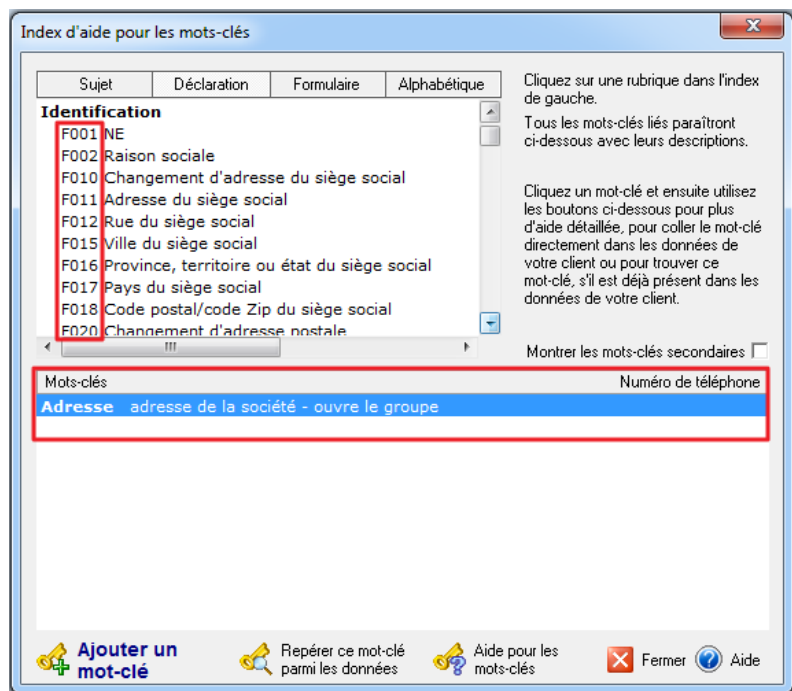 Index d'aide pour les mots-clés
Sujet Déclaration Formulaire Alphabétique
Identification
F001 NE
F002 Raison sociale
F010 Changement d'adresse du siège social
F011 Adresse du siège social
F012 Rue du siège social
F015 Ville du siège social
F016 Province, territoire ou état du siège social
F017 Pays du siège social
F018 Code postal/code Zip du siège social
F020 Changement d'adresse postale
Cliquez sur une rubrique dans l'index
de gauche.
Tous les mots-clés liés paraîtront
ci-dessous avec leurs descriptions.
Cliquez un mot-clé et ensuite utilisez
les boutons ci-dessous pour plus
d'aide détaillée, pour coller le mot-clé
directement dans les données de
votre client ou pour trouver ce
mot-clé, s'il est déjà présent dans les
données de votre client.
Montrer les mots-clés secondaires
Mots-clés Numéro de téléphone
Adresse adresse de la société - ouvre le groupe
Ajouter un
mot-clé
Repérer ce mot-clé
parmi les données
Aide pour les
mots-clés
Fermer
Aide